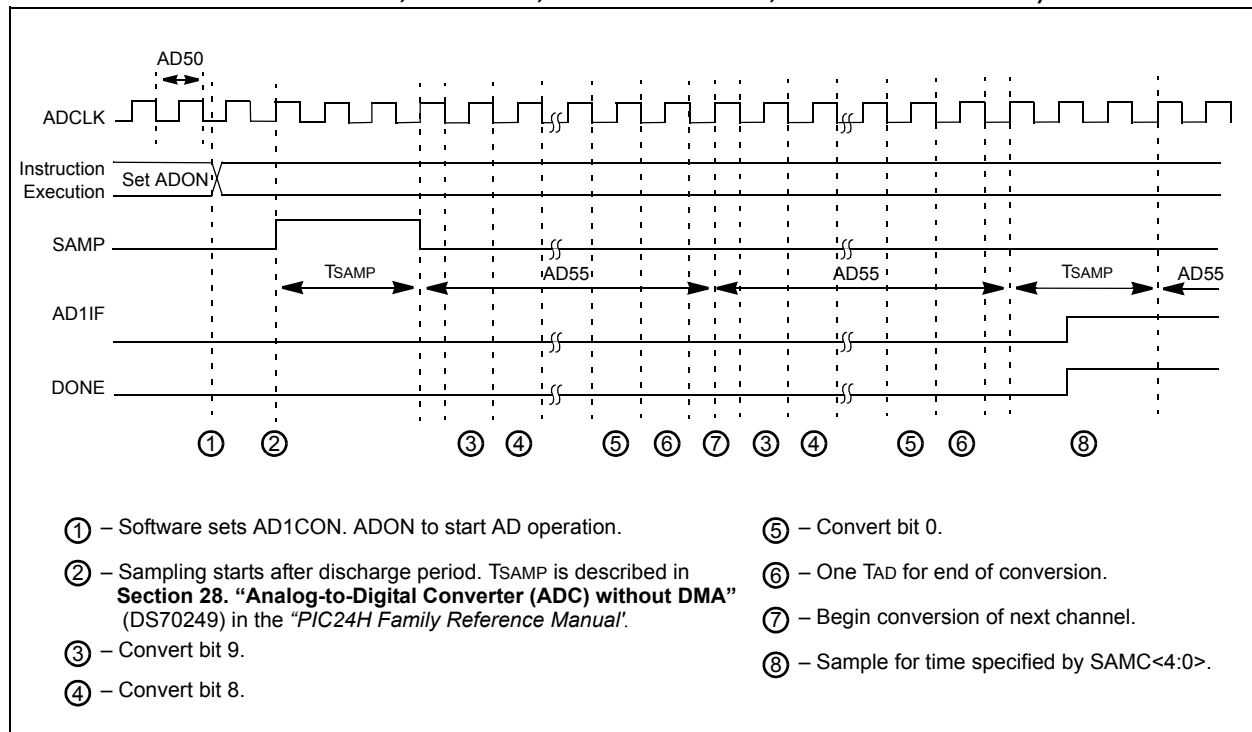 AD50
ADCLK
Instruction
Execution
Set ADON
SAMP
TSAMP
AD55
AD55
TSAMP
AD55
AD1IF
DONE
1 2 3 4 5 6 7 3 4 5 6 8
1 – Software sets AD1CON. ADON to start AD operation.
2 – Sampling starts after discharge period. TSAMP is described in
Section 28. “Analog-to-Digital Converter (ADC) without DMA”
(DS70249) in the “PIC24H Family Reference Manual'.
3 – Convert bit 9.
4 – Convert bit 8.
5 – Convert bit 0.
6 – One TAD for end of conversion.
7 – Begin conversion of next channel.
8 – Sample for time specified by SAMC<4:0>.